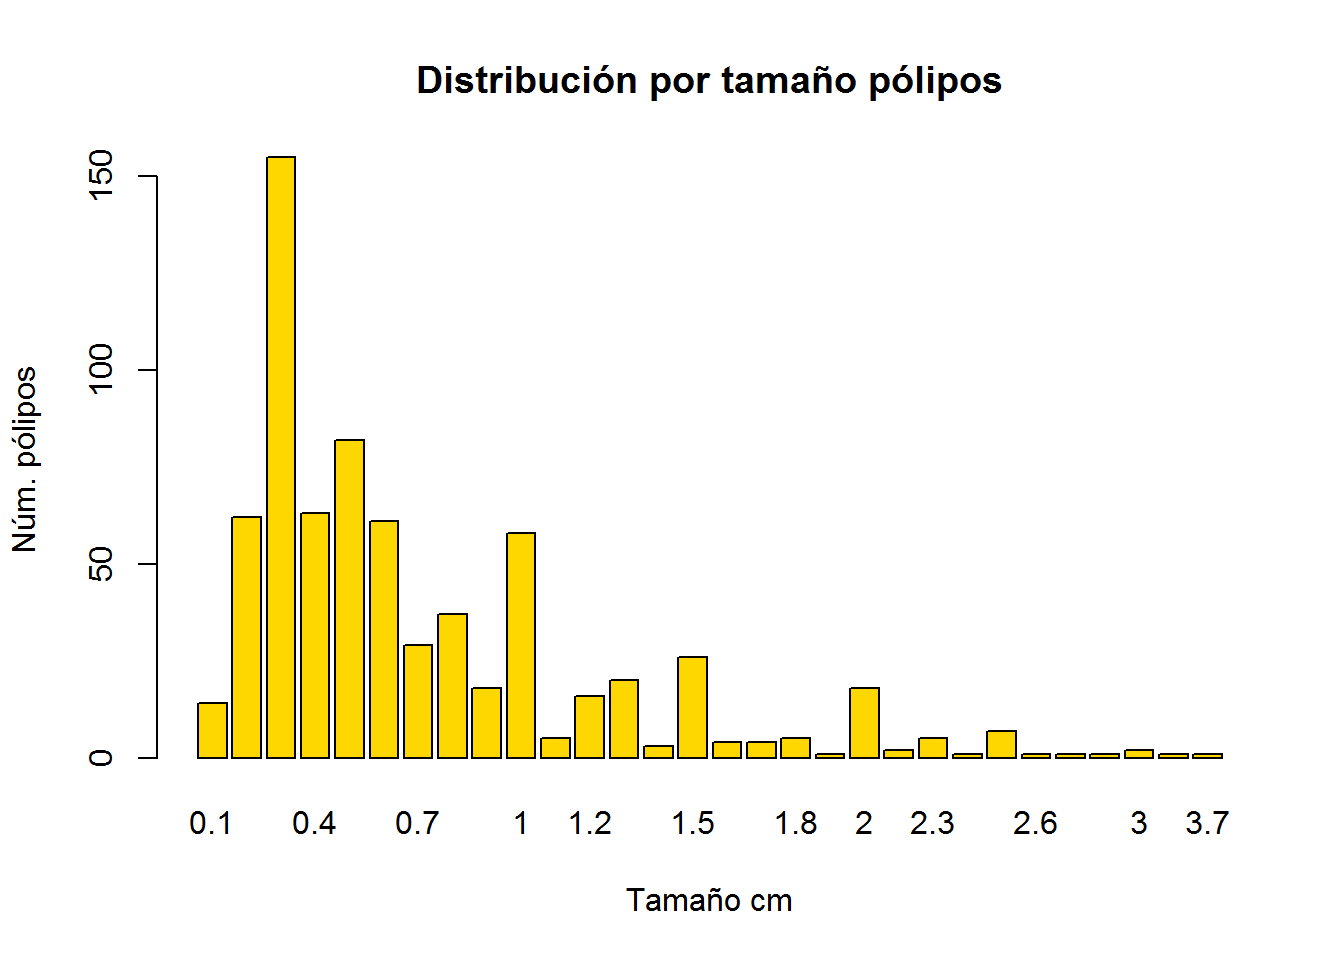 Distribución por tamaño pólipos
Núm. pólipos
150
100
50
0
0.1 0.4 0.7 1 1.2 1.5 1.8 2 2.3 2.6 3 3.7
Tamaño cm